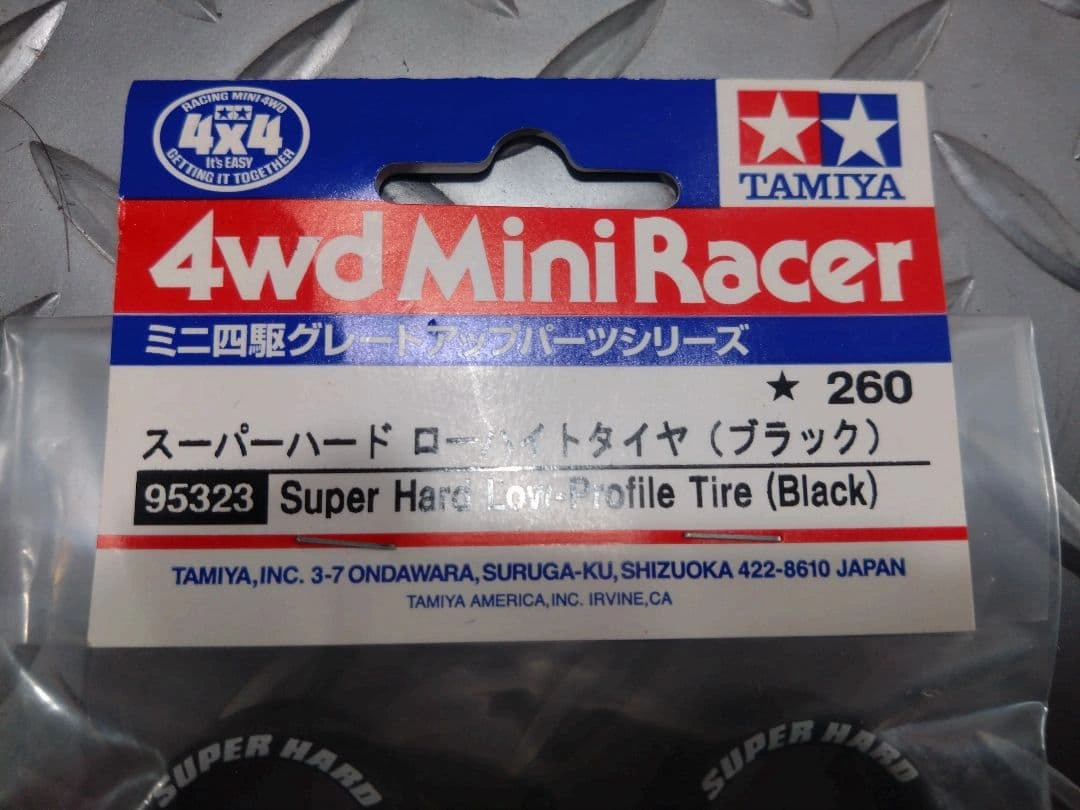 RACING MINI 4WD
4x4
It's EASY
GETTING IT TOGETHER
TAMIYA
4wd Mini Racer
ミニ四駆グレードアップパーツシリーズ
★ 260
スーパーハード ローハイトタイヤ（ブラック）
95323 Super Hard Low-Profile Tire (Black)
TAMIYA,INC. 3-7 ONDAWARA, SURUGA-KU, SHIZUOKA 422-8610 JAPAN
TAMIYA AMERICA, INC. IRVINE, CA
SUPER HARD
SUPER HARD